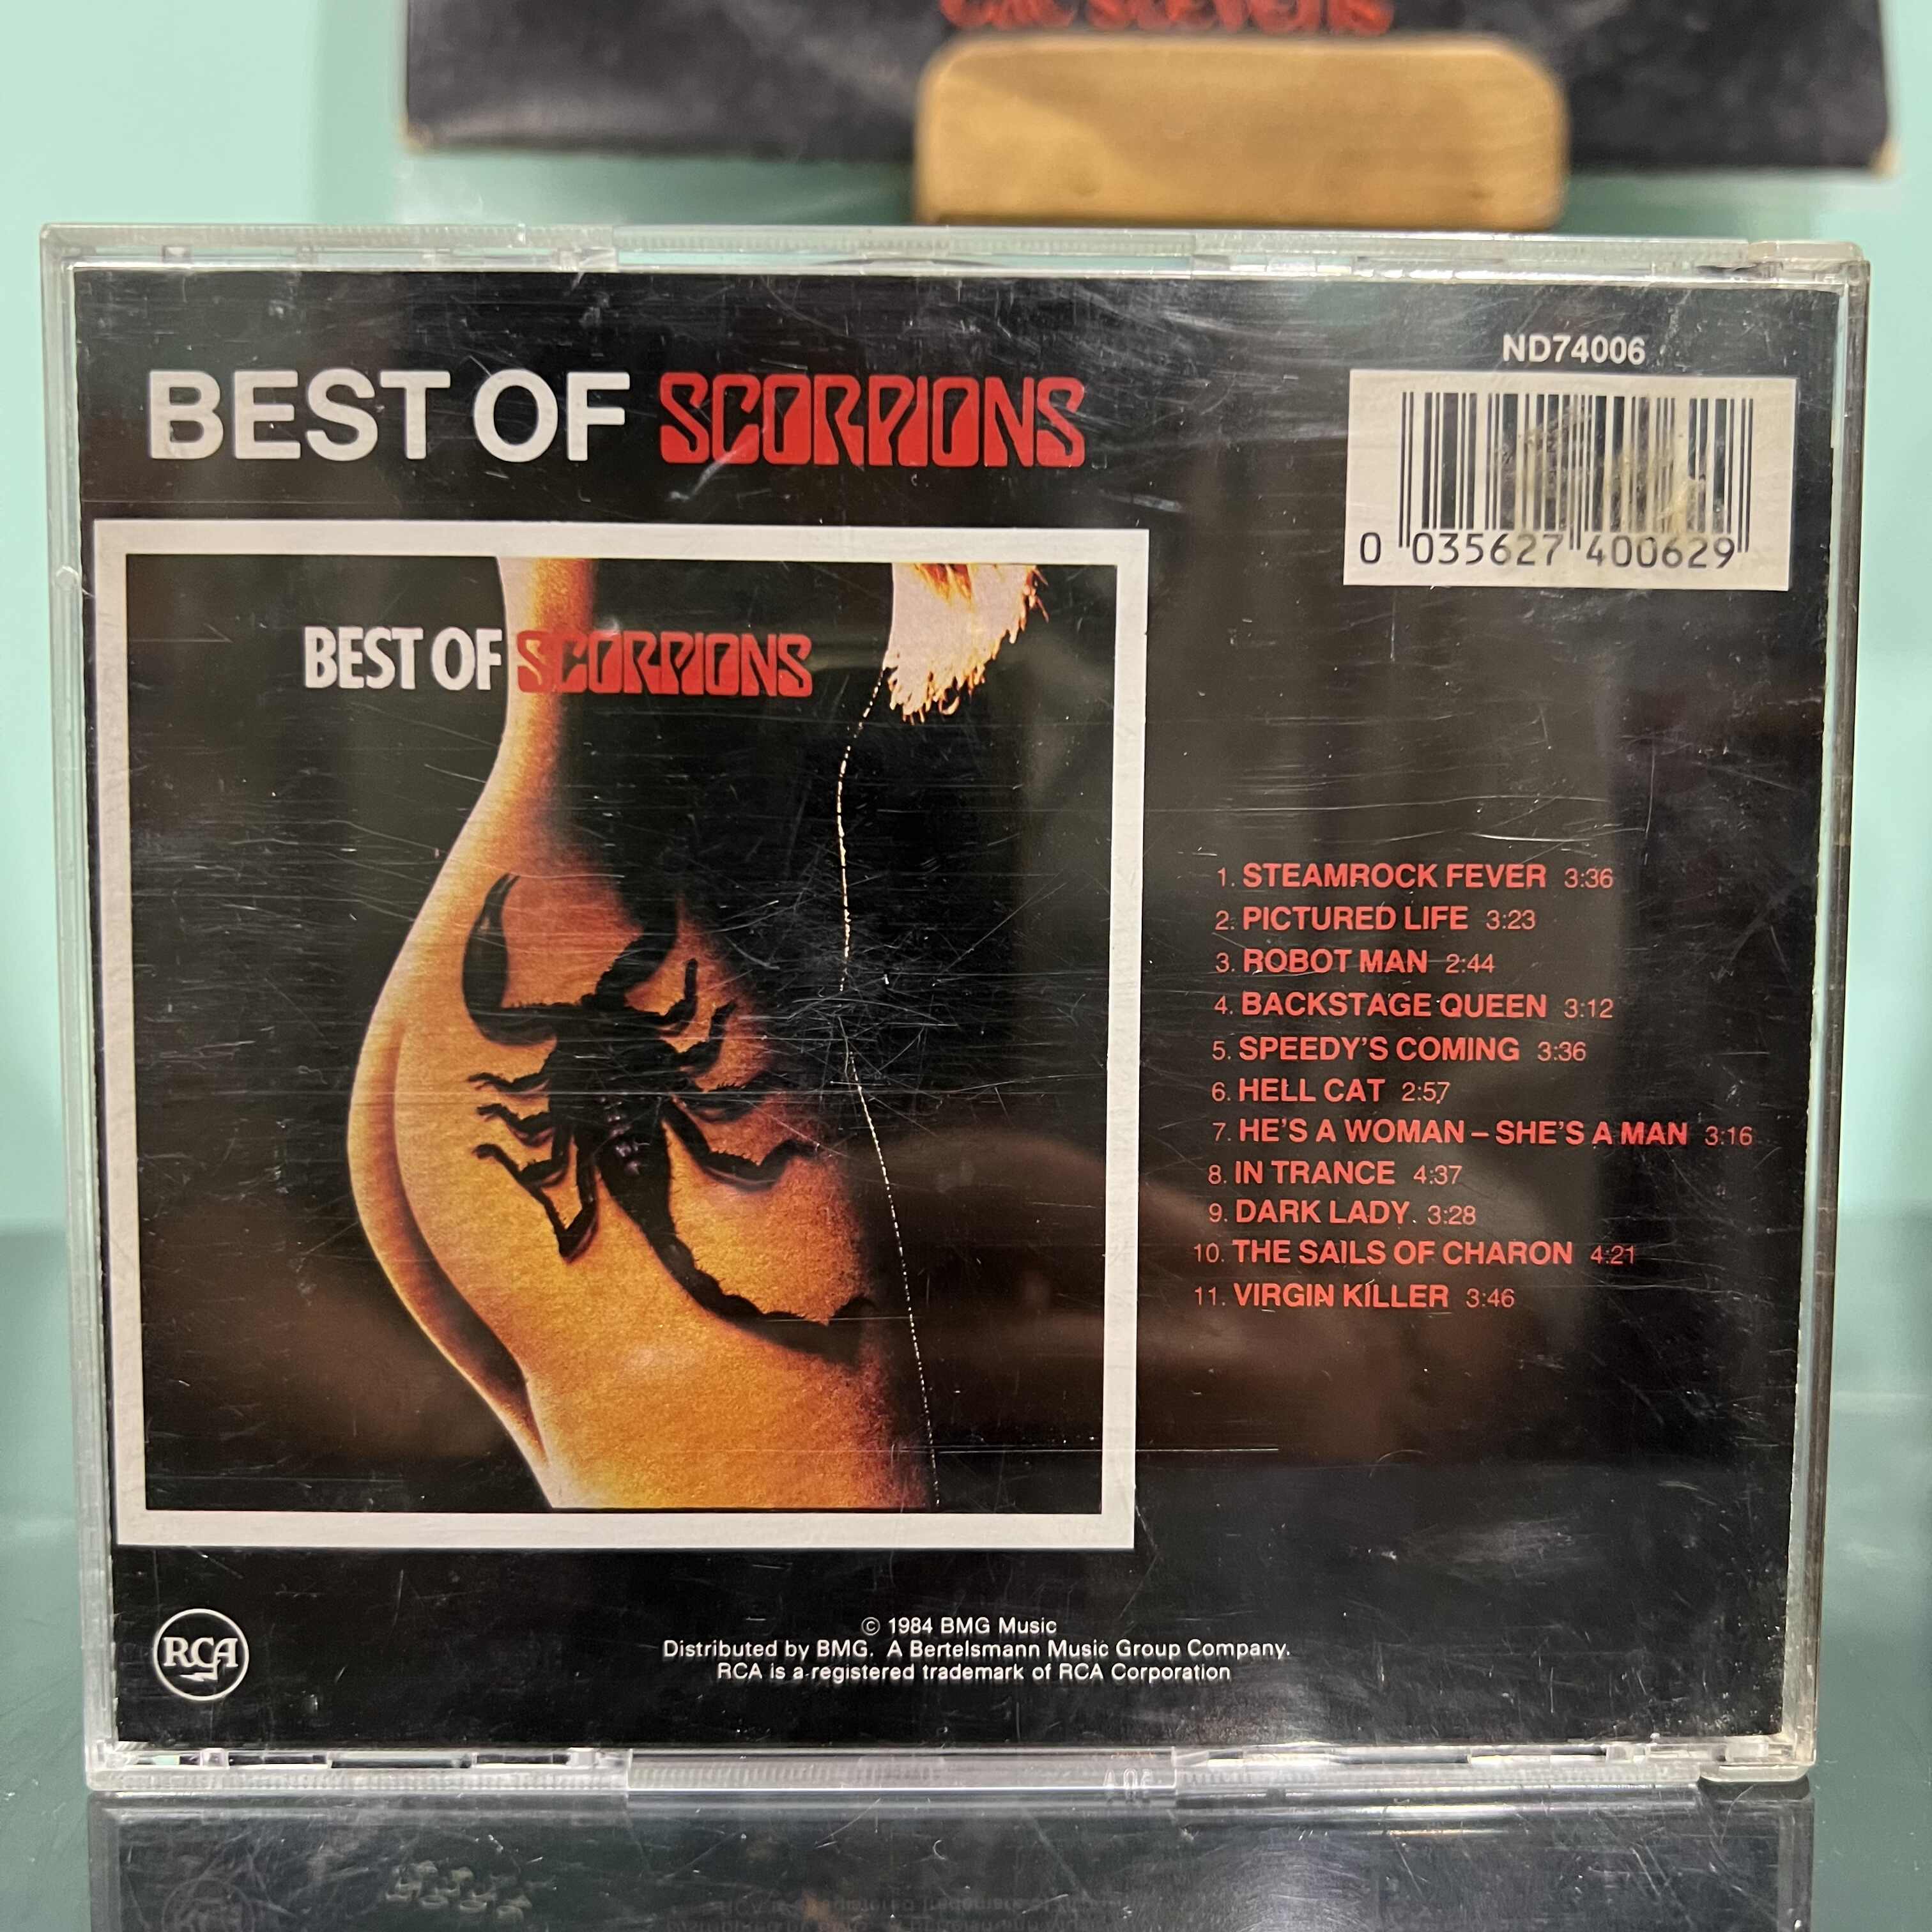 Cat Stevens
BEST OF SCORPIONS
ND74006
0 035627 400629
BEST OF SCORPIONS
1. STEAMROCK FEVER 3:36
2. PICTURED LIFE 3:23
3. ROBOT MAN 2:44
4. BACKSTAGE QUEEN 3:12
5. SPEEDY'S COMING 3:36
6. HELL CAT 2:57
7. HE'S A WOMAN – SHE'S A MAN 3:16
8. IN TRANCE 4:37
9. DARK LADY 3:28
10. THE SAILS OF CHARON 4:21
11. VIRGIN KILLER 3:46
RCA
© 1984 BMG Music
Distributed by BMG. A Bertelsmann Music Group Company.
RCA is a registered trademark of RCA Corporation